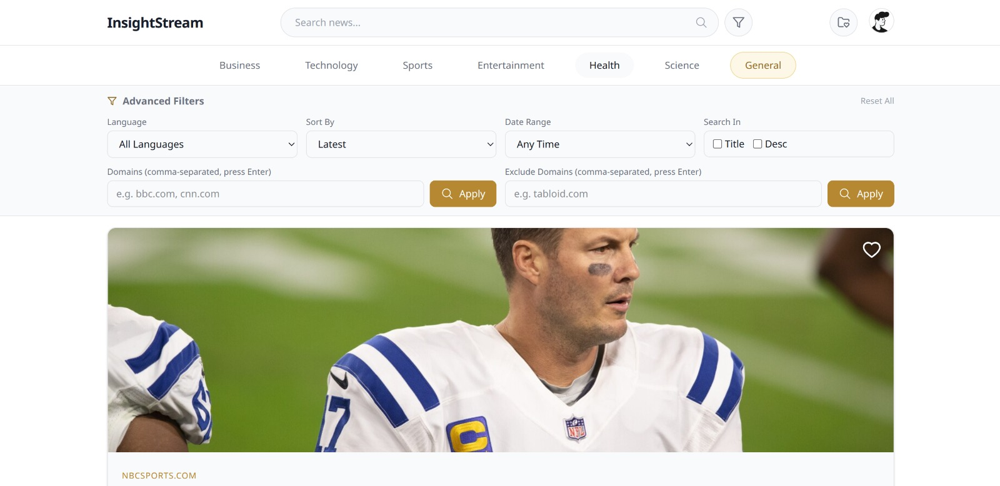 InsightStream
Search news...
Business Technology Sports Entertainment Health Science General
Advanced Filters Reset All
Language Sort By Date Range Search In
All Languages Latest Any Time Title Desc
Domains (comma-separated, press Enter) Exclude Domains (comma-separated, press Enter)
e.g. bbc.com, cnn.com Apply e.g. tabloid.com Apply
17
C
NFL
NBCSPORTS.COM